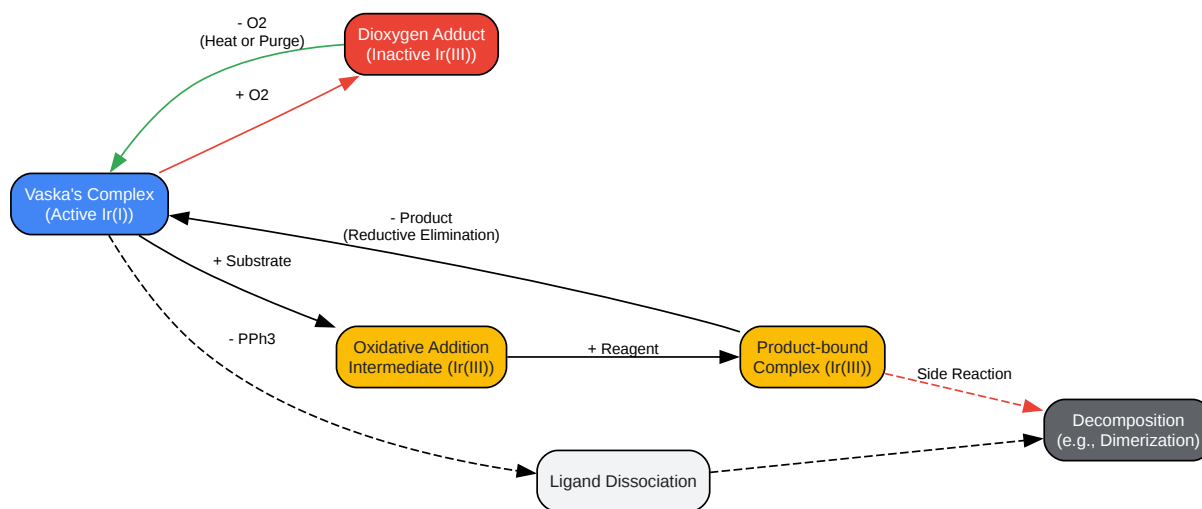 - O2
(Heat or Purge)
Dioxygen Adduct
(Inactive Ir(III))
+ O2
Vaska's Complex
(Active Ir(I))
- Product
(Reductive Elimination)
+ Substrate
- PPh3
Oxidative Addition
Intermediate (Ir(III))
+ Reagent
Product-bound
Complex (Ir(III))
Side Reaction
Decomposition
(e.g., Dimerization)
Ligand Dissociation